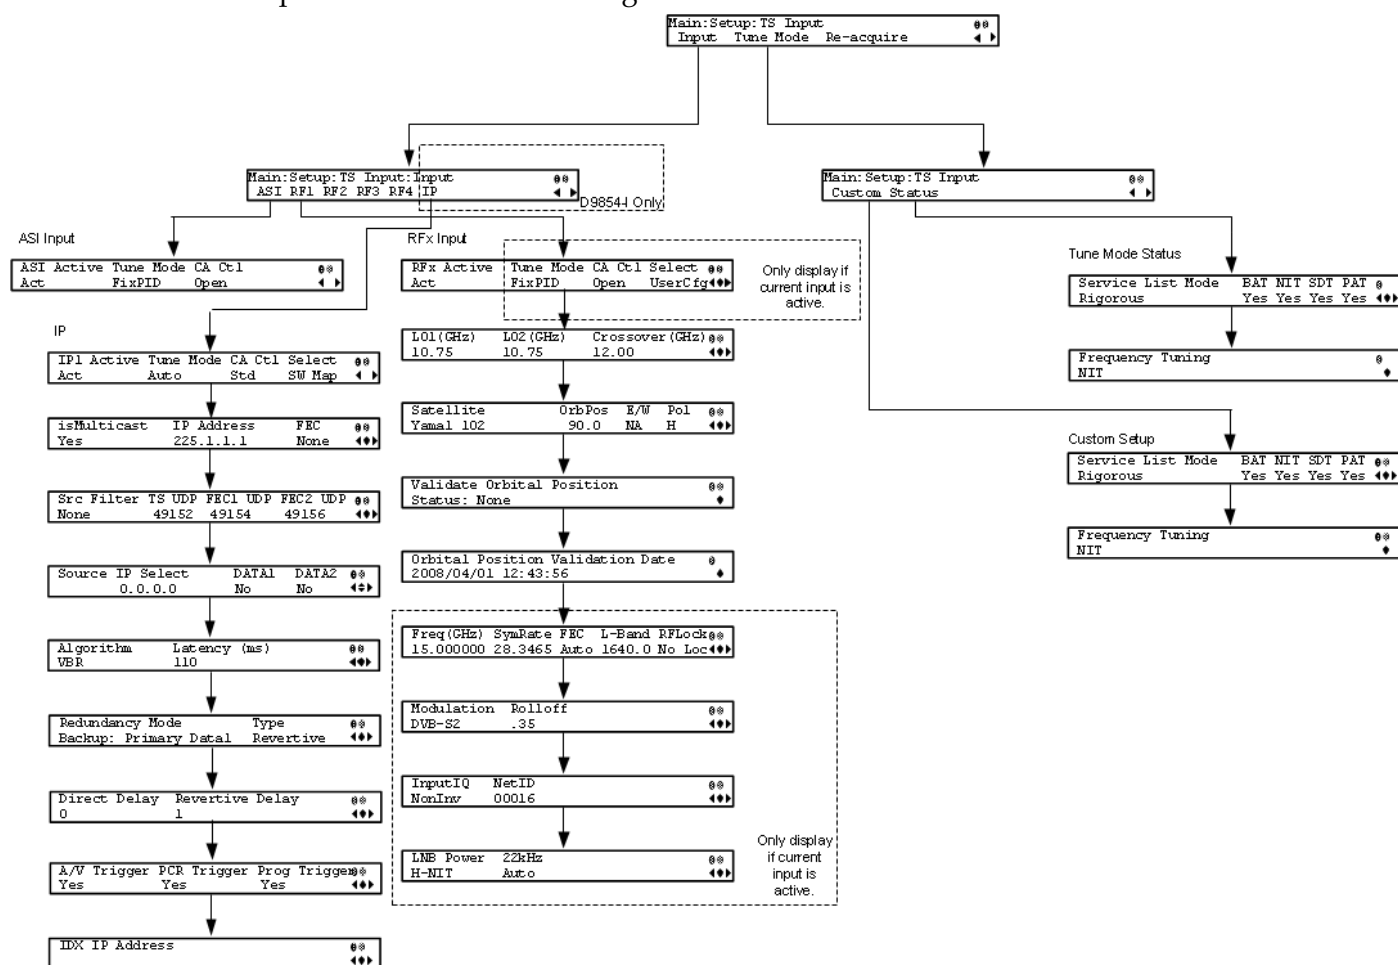 Main:Setup:TS Input
Input Tune Mode Re-acquire
Main:Setup:TS Input:Input
ASI RF1 RF2 RF3 RF4 IP
D9854-I Only
Main:Setup:TS Input
Custom Status
ASI Input
ASI Active Tune Mode CA Ctl
Act FixPID Open
RFx Input
RFx Active Tune Mode CA Ctl Select
Act FixPID Open UserCfg
Only display if
current input is
active.
Tune Mode Status
Service List Mode BAT NIT SDT PAT
Rigorous Yes Yes Yes Yes
Frequency Tuning
NIT
Custom Setup
Service List Mode BAT NIT SDT PAT
Rigorous Yes Yes Yes Yes
Frequency Tuning
NIT
IP
IP1 Active Tune Mode CA Ctl Select
Act Auto Std SW Map
isMulticast IP Address FEC
Yes 225.1.1.1 None
Src Filter TS UDP FEC1 UDP FEC2 UDP
None 49152 49154 49156
Source IP Select DATA1 DATA2
0.0.0.0 No No
Algorithm Latency (ms)
VBR 110
Redundancy Mode Type
Backup: Primary Data1 Revertive
Direct Delay Revertive Delay
0 1
A/V Trigger PCR Trigger Prog Trigger
Yes Yes Yes
IDX IP Address
LO1(GHz) LO2(GHz) Crossover(GHz)
10.75 10.75 12.00
Satellite OrbPos E/W Pol
Yamal 102 90.0 NA H
Validate Orbital Position
Status: None
Orbital Position Validation Date
2008/04/01 12:43:56
Freq(GHz) SymRate FEC L-Band RFLock
15.000000 28.3465 Auto 1640.0 No Loc
Modulation Rolloff
DVB-S2 .35
InputIQ NetID
NonInv 00016
LNB Power 22kHz
H-NIT Auto
Only display
if current
input is
active.